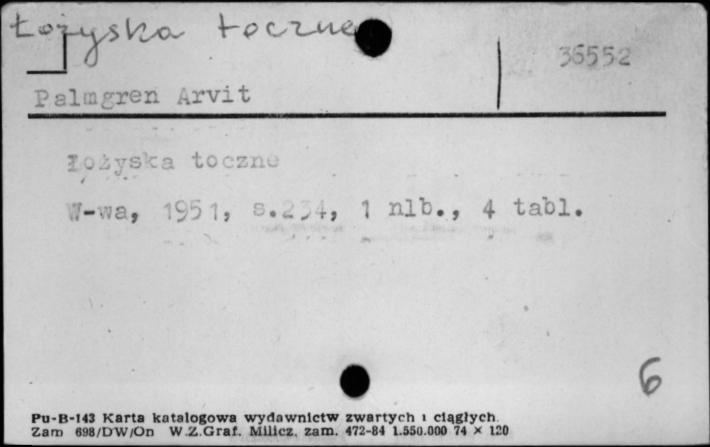 Łożyska toczne
36552
Palmgren Arvit
Łożyska toczne
W-wa, 1951, s.234, 1 nlb., 4 tabl.
6
Pu-B-143 Karta katalogowa wydawnictw zwartych i ciągłych.
Zam 698/DW/On W.Z.Graf. Milicz, zam. 472-84 1.550.000 74 × 120